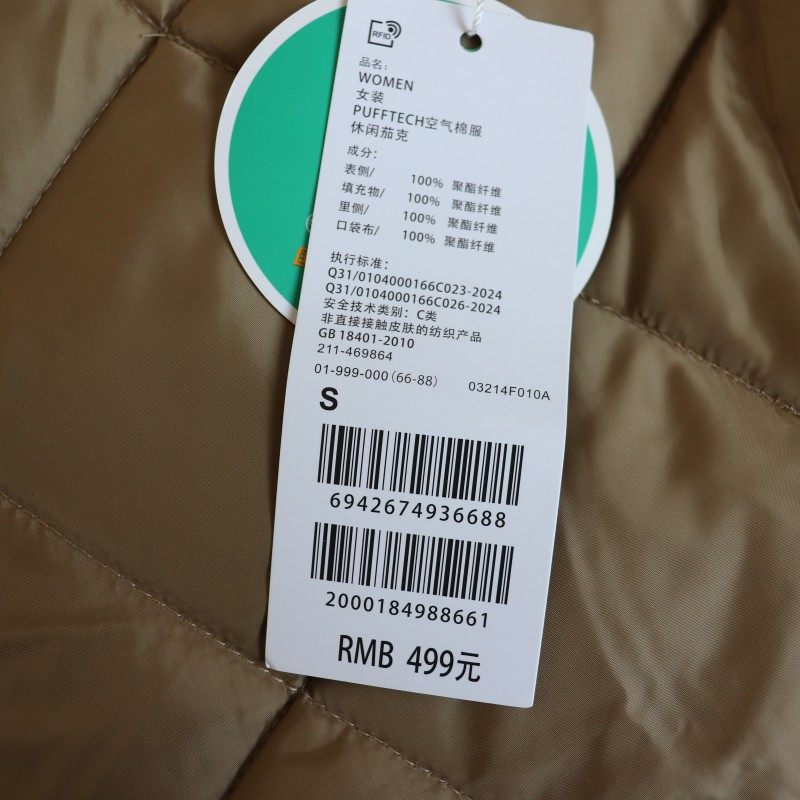 RFID
品名:
WOMEN
女装
PUFFTECH空气棉服
休闲茄克
成分:
表侧/ 100% 聚酯纤维
填充物/ 100% 聚酯纤维
里侧/ 100% 聚酯纤维
口袋布/ 100% 聚酯纤维
执行标准:
Q31/0104000166C023-2024
Q31/0104000166C026-2024
安全技术类别: C类
非直接接触皮肤的纺织产品
GB 18401-2010
211-469864
01-999-000(66-88) 03214F010A
S
6942674936688
2000184988661
RMB 499元